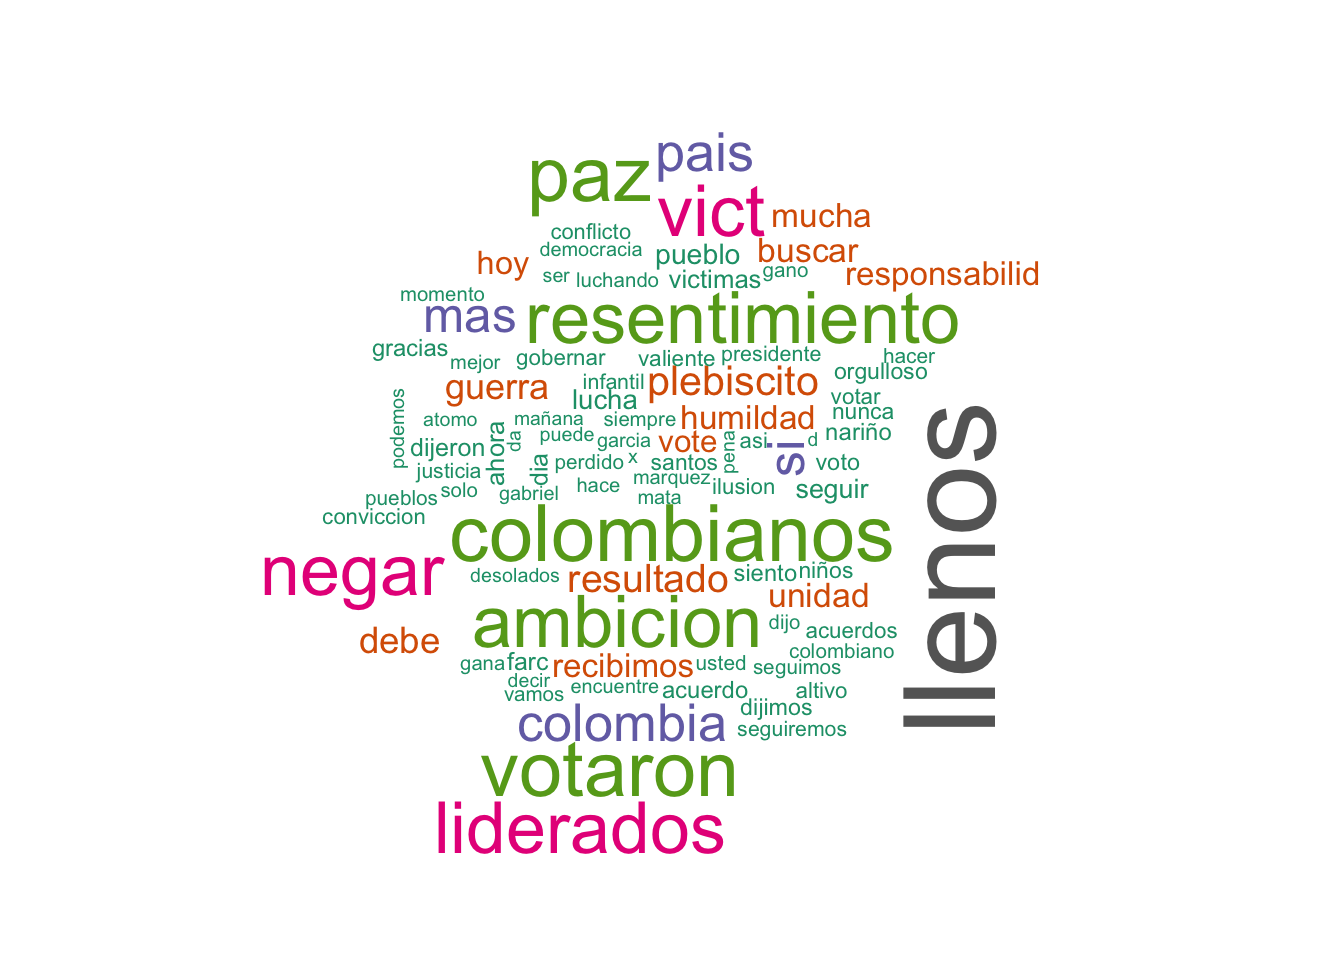 paz
pais
vict
mucha
conflicto
democracia
pueblo
buscar
hoy
ser
luchando
victimas
gano
responsabilid
momento
mas
resentimiento
gracias
mejor
gobernar
valiente
presidente
hacer
orgulloso
guerra
infantil
plebiscito
lucha
votar
nunca
podemos
atomo
mañana
siempre
humildad
nariño
dijeron
ahora
da
puede
garcia
vote
pena
asi
si
d
justicia
dia
perdido
x
santos
voto
pueblos
solo
gabriel
hace
marquez
mata
ilusion
seguir
conviccion
llenos
colombianos
negar
desolados
resultado
siento
niños
unidad
ambicion
debe
dijo
acuerdos
colombiano
gana
farc
recibimos
usted
seguimos
decir
vamos
encuentre
acuerdo
altivo
colombia
dijimos
seguiremos
votaron
liderados